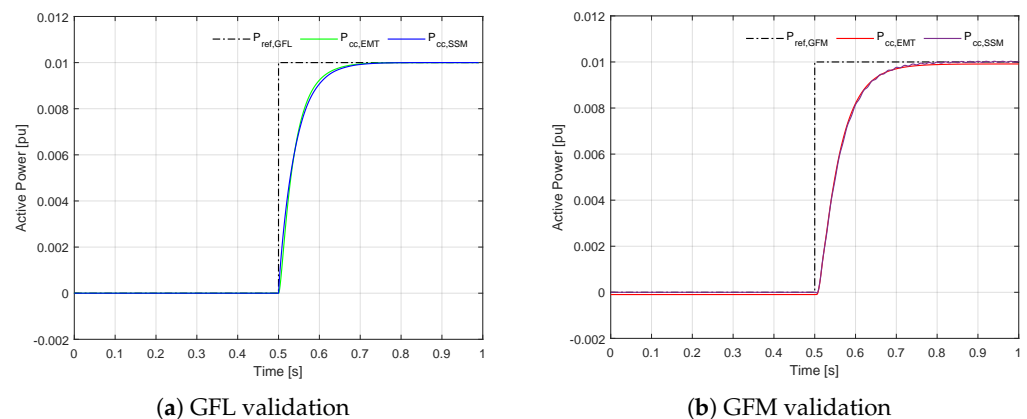 0.012
0.01
0.008
0.006
0.004
0.002
0
-0.002
Active Power [pu]
P_ref,GFL P_cc,EMT P_cc,SSM
0 0.1 0.2 0.3 0.4 0.5 0.6 0.7 0.8 0.9 1
Time [s]
(a) GFL validation
0.012
0.01
0.008
0.006
0.004
0.002
0
-0.002
Active Power [pu]
P_ref,GFM P_cc,EMT P_cc,SSM
0 0.1 0.2 0.3 0.4 0.5 0.6 0.7 0.8 0.9 1
Time [s]
(b) GFM validation